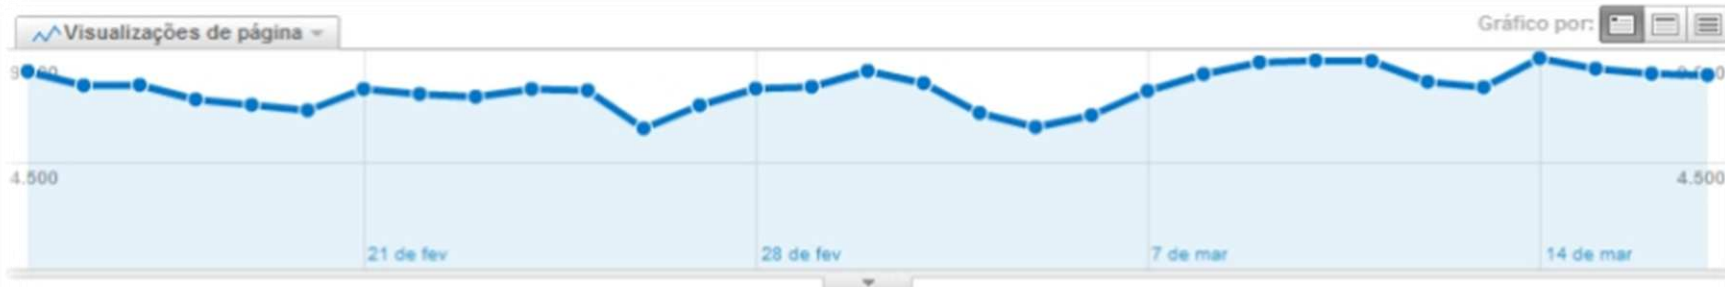 Visualizações de página
Gráfico por:
4.500
4.500
21 de fev
28 de fev
7 de mar
14 de mar